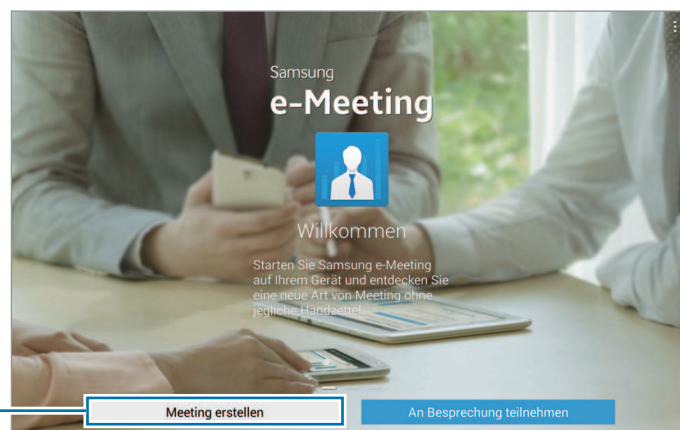 Samsung
e-Meeting
Willkommen
Starten Sie Samsung e-Meeting
auf Ihrem Gerät und entdecken Sie
eine neue Art von Meeting ohne
jegliche Handzettel.
Meeting erstellen
An Besprechung teilnehmen